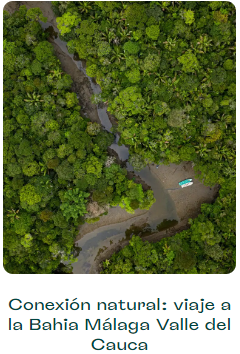 Conexión natural: viaje a
la Bahia Málaga Valle del
Cauca